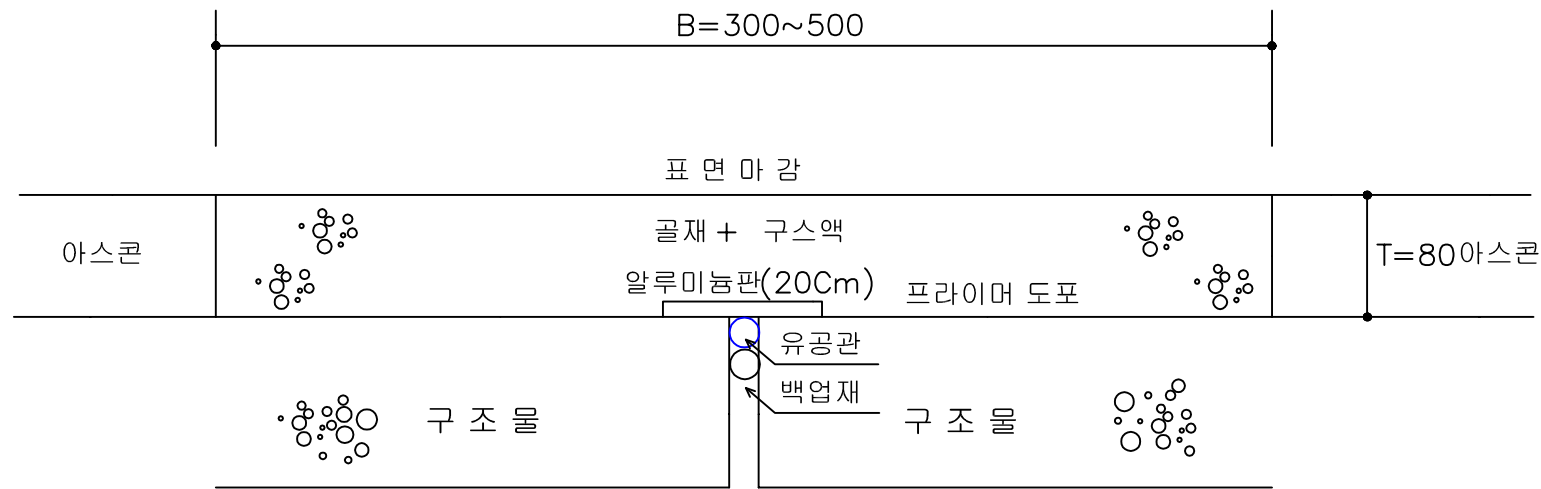 B=300~500
표 면 마 감
골재 + 구스액
아스콘
T=80아스콘
알루미늄판(20Cm)
프라이머 도포
유공관
백업재
구 조 물
구 조 물